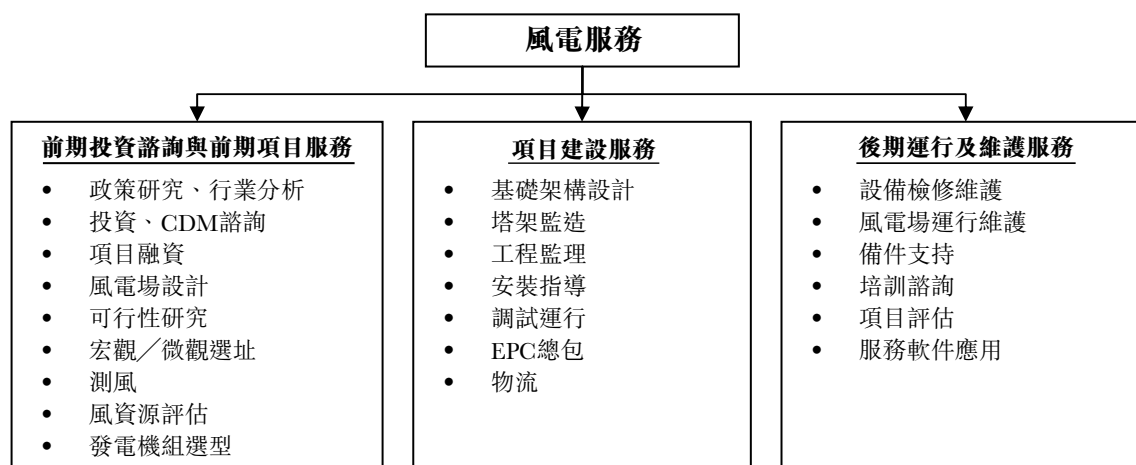 風電服務
前期投資諮詢與前期項目服務
• 政策研究、行業分析
• 投資、CDM諮詢
• 項目融資
• 風電場設計
• 可行性研究
• 宏觀／微觀選址
• 測風
• 風資源評估
• 發電機組選型
項目建設服務
• 基礎架構設計
• 塔架監造
• 工程監理
• 安裝指導
• 調試運行
• EPC總包
• 物流
後期運行及維護服務
• 設備檢修維護
• 風電場運行維護
• 備件支持
• 培訓諮詢
• 項目評估
• 服務軟件應用